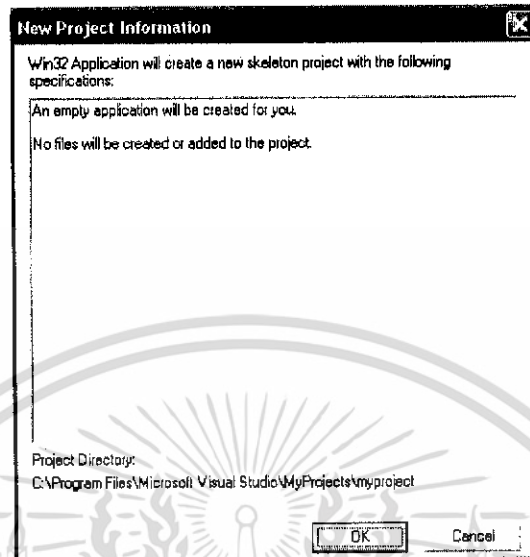 New Project Information
Win32 Application will create a new skeleton project with the following
specifications:
An empty application will be created for you.
No files will be created or added to the project.
Project Directory:
C:\Program Files\Microsoft Visual Studio\MyProjects\myproject
OK
Cancel